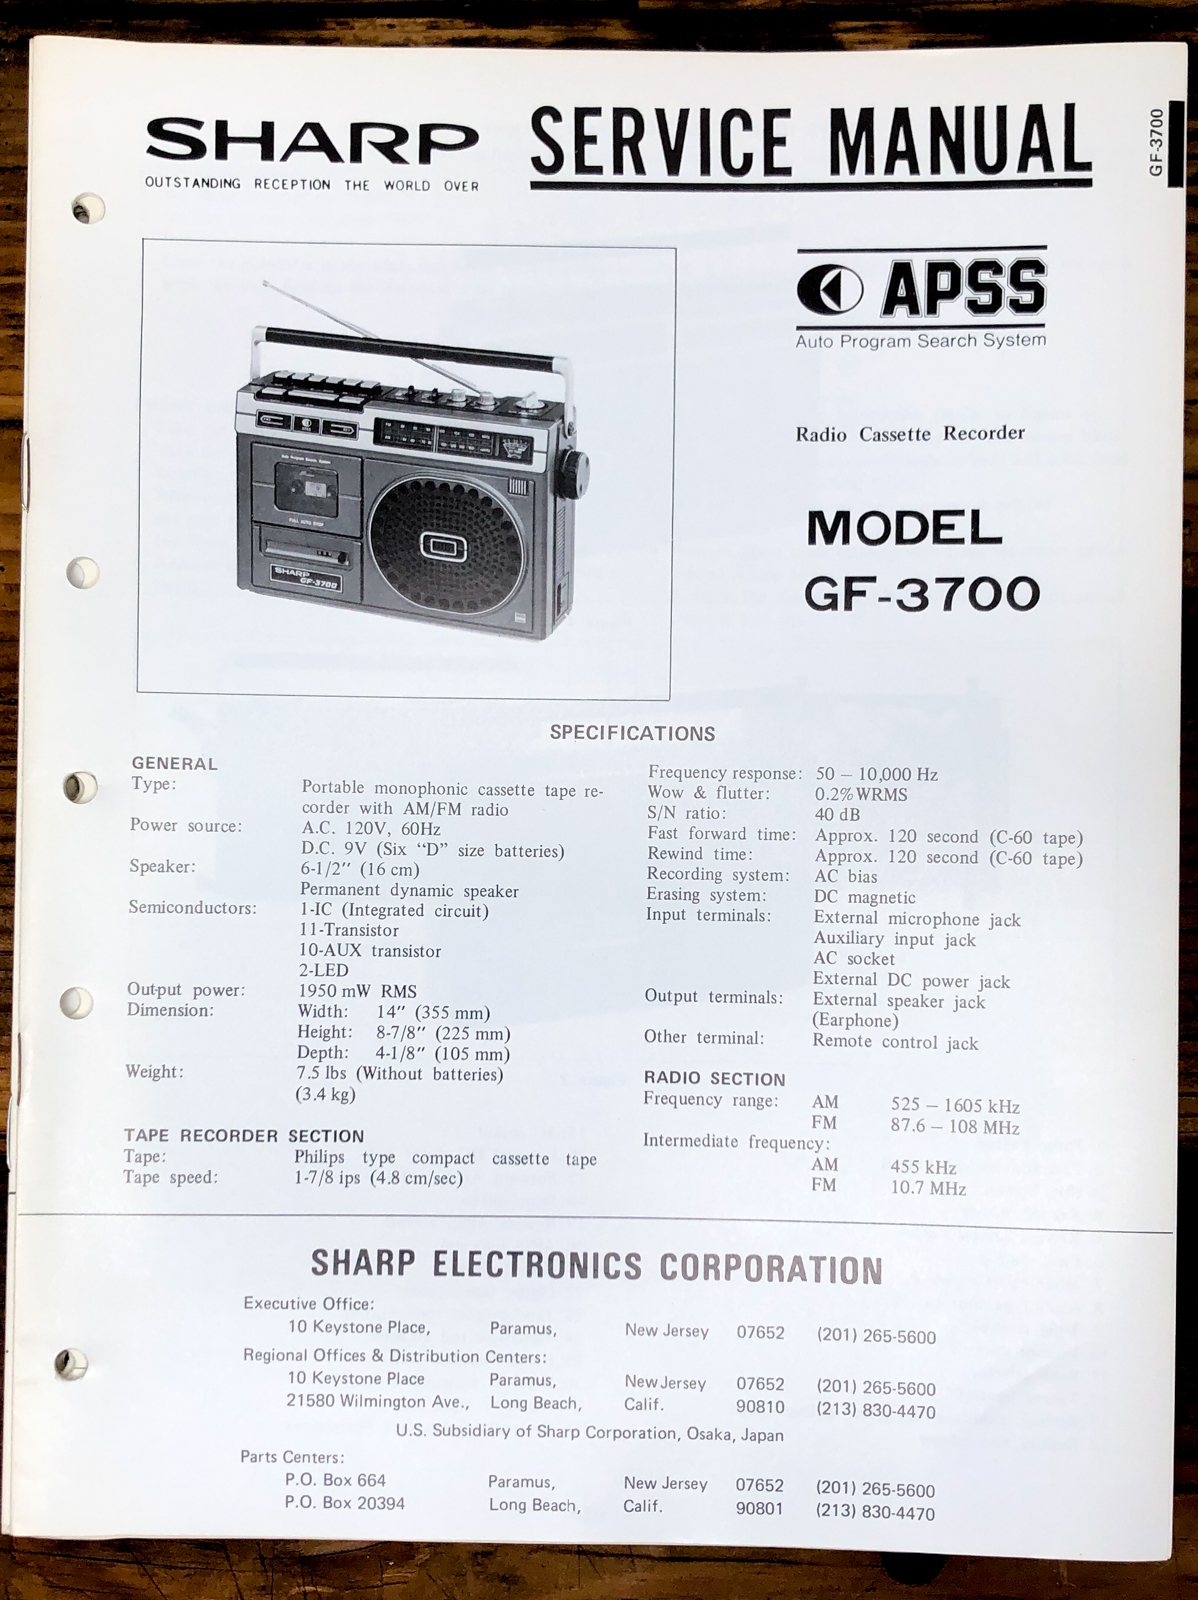 SHARP SERVICE MANUAL
OUTSTANDING RECEPTION THE WORLD OVER
GF-3700
APSS
Auto Program Search System
Radio Cassette Recorder
MODEL
GF-3700
FULL AUTO STOP
SHARP
GF-3700
SPECIFICATIONS
GENERAL
Type: Portable monophonic cassette tape re-
corder with AM/FM radio
Power source: A.C. 120V, 60Hz
D.C. 9V (Six “D” size batteries)
Speaker: 6-1/2″ (16 cm)
Permanent dynamic speaker
Semiconductors: 1-IC (Integrated circuit)
11-Transistor
10-AUX transistor
2-LED
Output power: 1950 mW RMS
Dimension: Width: 14″ (355 mm)
Height: 8-7/8″ (225 mm)
Depth: 4-1/8″ (105 mm)
Weight: 7.5 lbs (Without batteries)
(3.4 kg)
TAPE RECORDER SECTION
Tape: Philips type compact cassette tape
Tape speed: 1-7/8 ips (4.8 cm/sec)
Frequency response: 50 – 10,000 Hz
Wow & flutter: 0.2% WRMS
S/N ratio: 40 dB
Fast forward time: Approx. 120 second (C-60 tape)
Rewind time: Approx. 120 second (C-60 tape)
Recording system: AC bias
Erasing system: DC magnetic
Input terminals: External microphone jack
Auxiliary input jack
AC socket
External DC power jack
Output terminals: External speaker jack
(Earphone)
Other terminal: Remote control jack
RADIO SECTION
Frequency range: AM 525 – 1605 kHz
FM 87.6 – 108 MHz
Intermediate frequency:
AM 455 kHz
FM 10.7 MHz
SHARP ELECTRONICS CORPORATION
Executive Office:
10 Keystone Place, Paramus, New Jersey 07652 (201) 265-5600
Regional Offices & Distribution Centers:
10 Keystone Place Paramus, New Jersey 07652 (201) 265-5600
21580 Wilmington Ave., Long Beach, Calif. 90810 (213) 830-4470
U.S. Subsidiary of Sharp Corporation, Osaka, Japan
Parts Centers:
P.O. Box 664 Paramus, New Jersey 07652 (201) 265-5600
P.O. Box 20394 Long Beach, Calif. 90801 (213) 830-4470